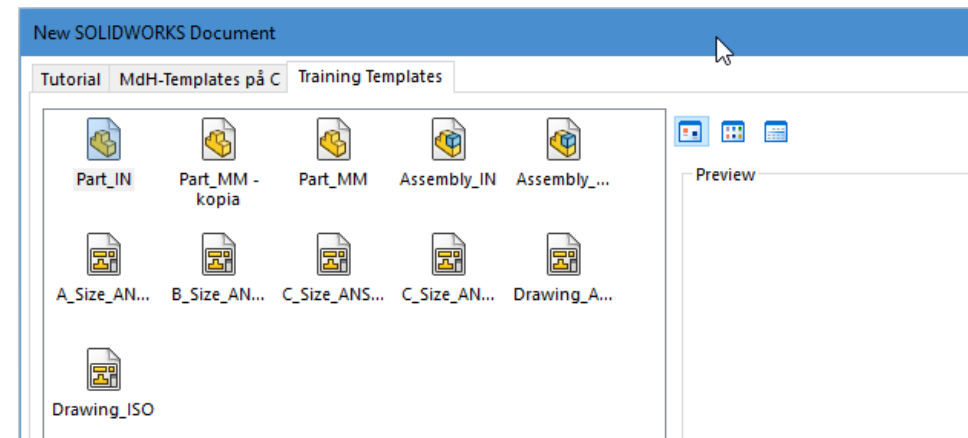 New SOLIDWORKS Document
Tutorial MdH-Templates på C Training Templates
Part_IN Part_MM - kopia Part_MM Assembly_IN Assembly_...
Preview
A_Size_AN... B_Size_AN... C_Size_ANS... C_Size_AN... Drawing_A...
Drawing_ISO